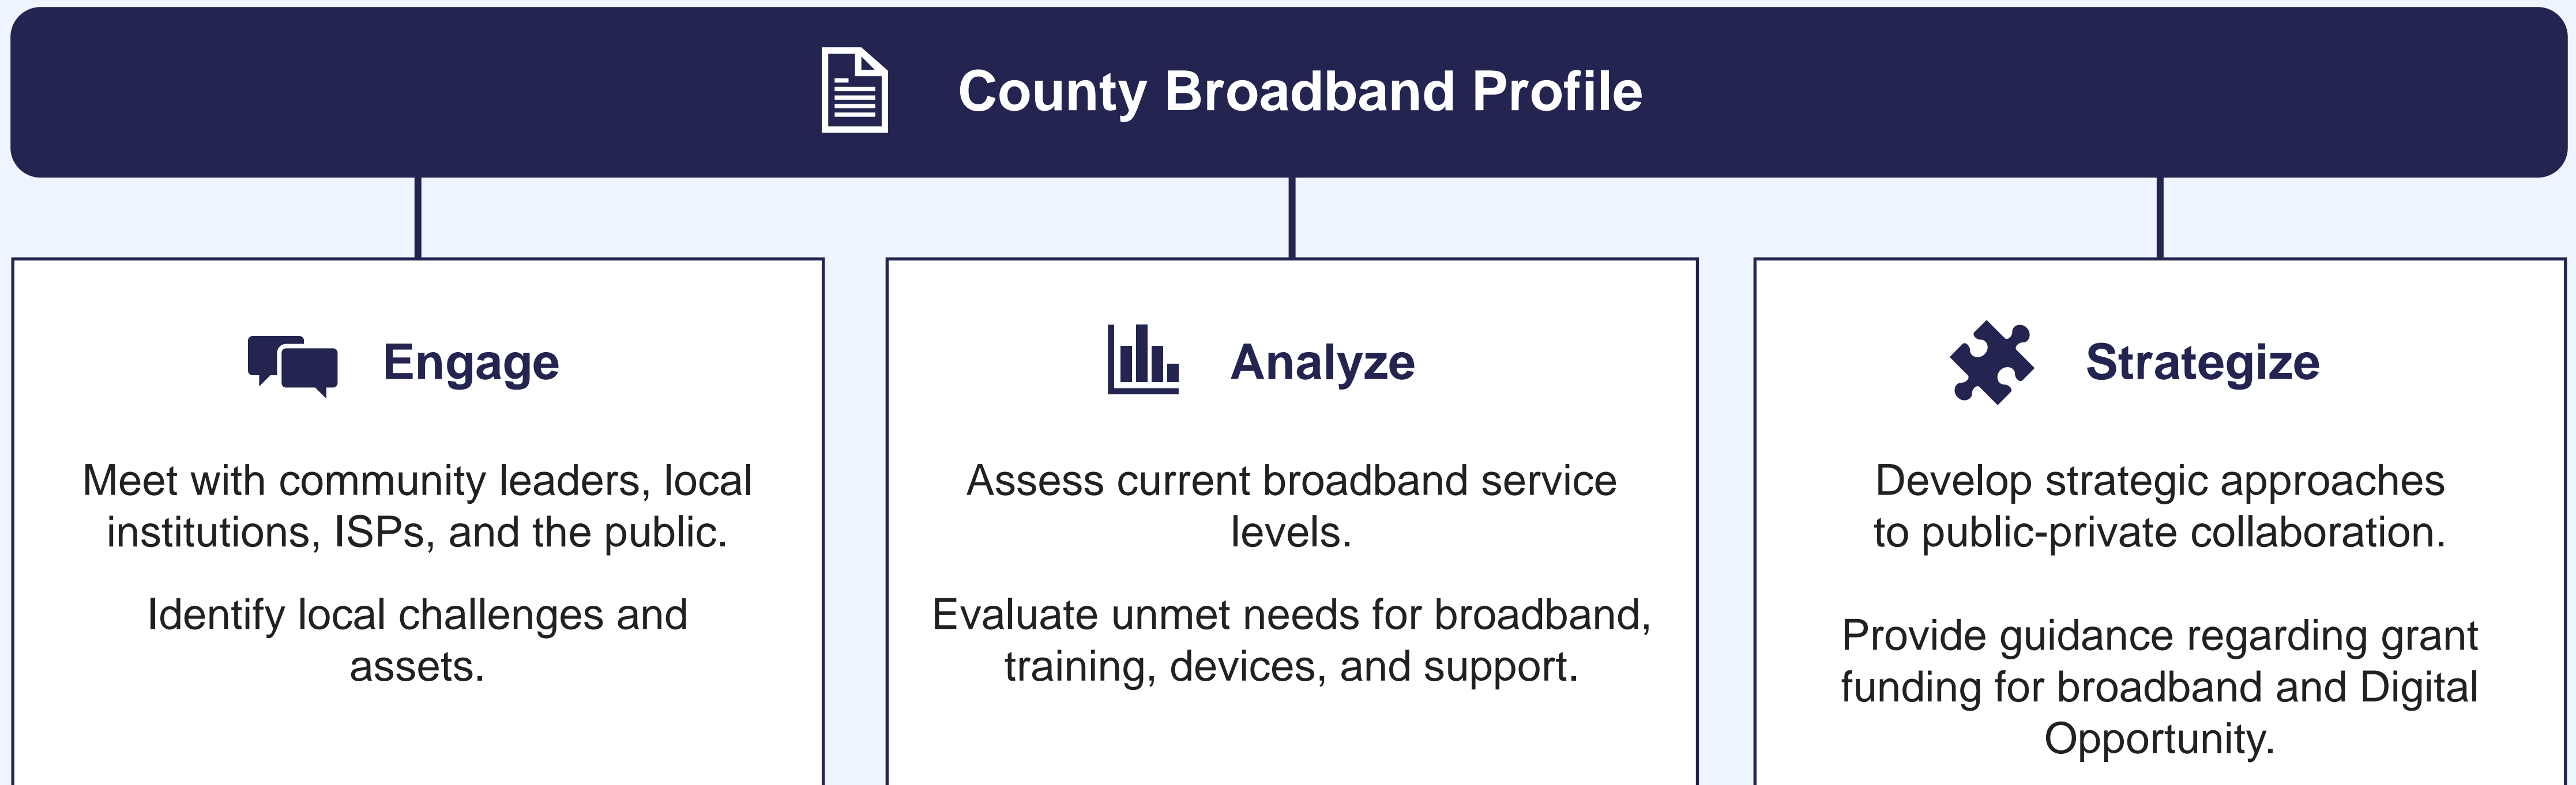 County Broadband Profile
Engage
Meet with community leaders, local
institutions, ISPs, and the public.
Identify local challenges and
assets.
Analyze
Assess current broadband service
levels.
Evaluate unmet needs for broadband,
training, devices, and support.
Strategize
Develop strategic approaches
to public-private collaboration.
Provide guidance regarding grant
funding for broadband and Digital
Opportunity.